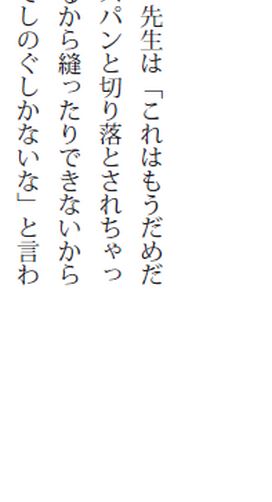 先生は「これはもうだめだ
パンと切り落とされちゃっ
から縫ったりできないから
しのぐしかないな」と言わ